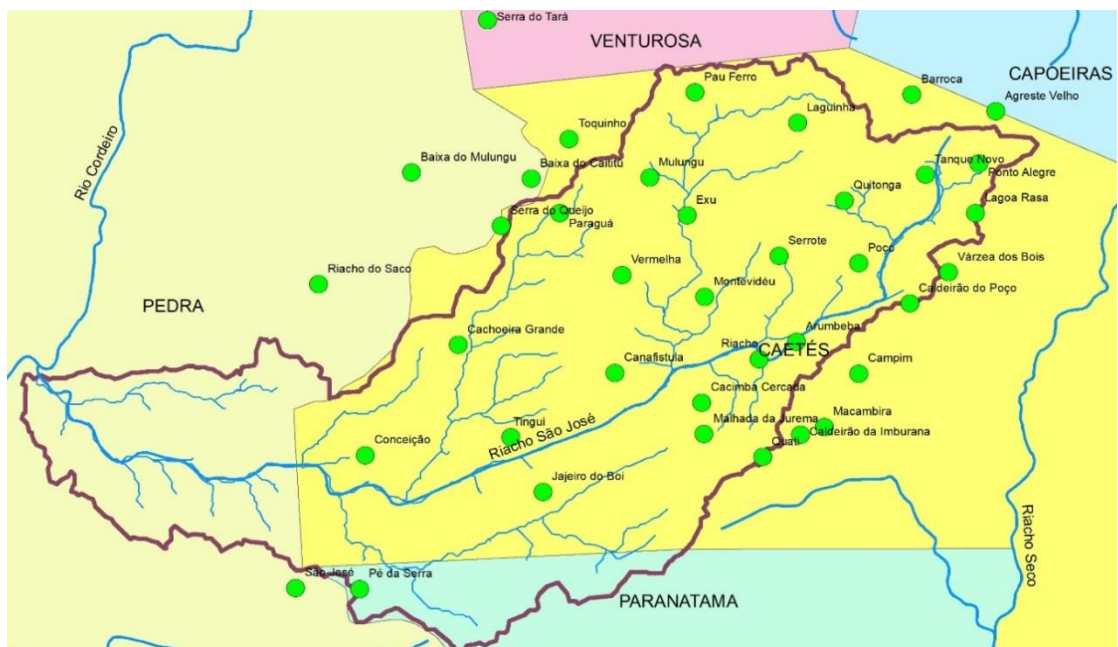 Serra do Tará
VENTUROSA
CAPOEIRAS
Pau Ferro
Barroca
Agreste Velho
Laguinha
Toquinho
Rio Cordeiro
Baixa do Mulungu
Baixa do Caititu
Mulungu
Tanque Novo
Ponto Alegre
Quitonga
Exu
Lagoa Rasa
Serra do Queijo
Paraguá
Serrote
Poço
Várzea dos Bois
Riacho do Saco
Vermelha
Montevidéu
Caldeirão do Poço
PEDRA
Cachoeira Grande
Riacho
Arumbeba
CAETÉS
Canafistula
Campim
Cacimba Cercada
Malhada da Jurema
Macambira
Caldeirão da Imburana
Tingui
Riacho São José
Conceição
Quati
Jajeiro do Boi
Riacho Seco
São José
Pé da Serra
PARANATAMA